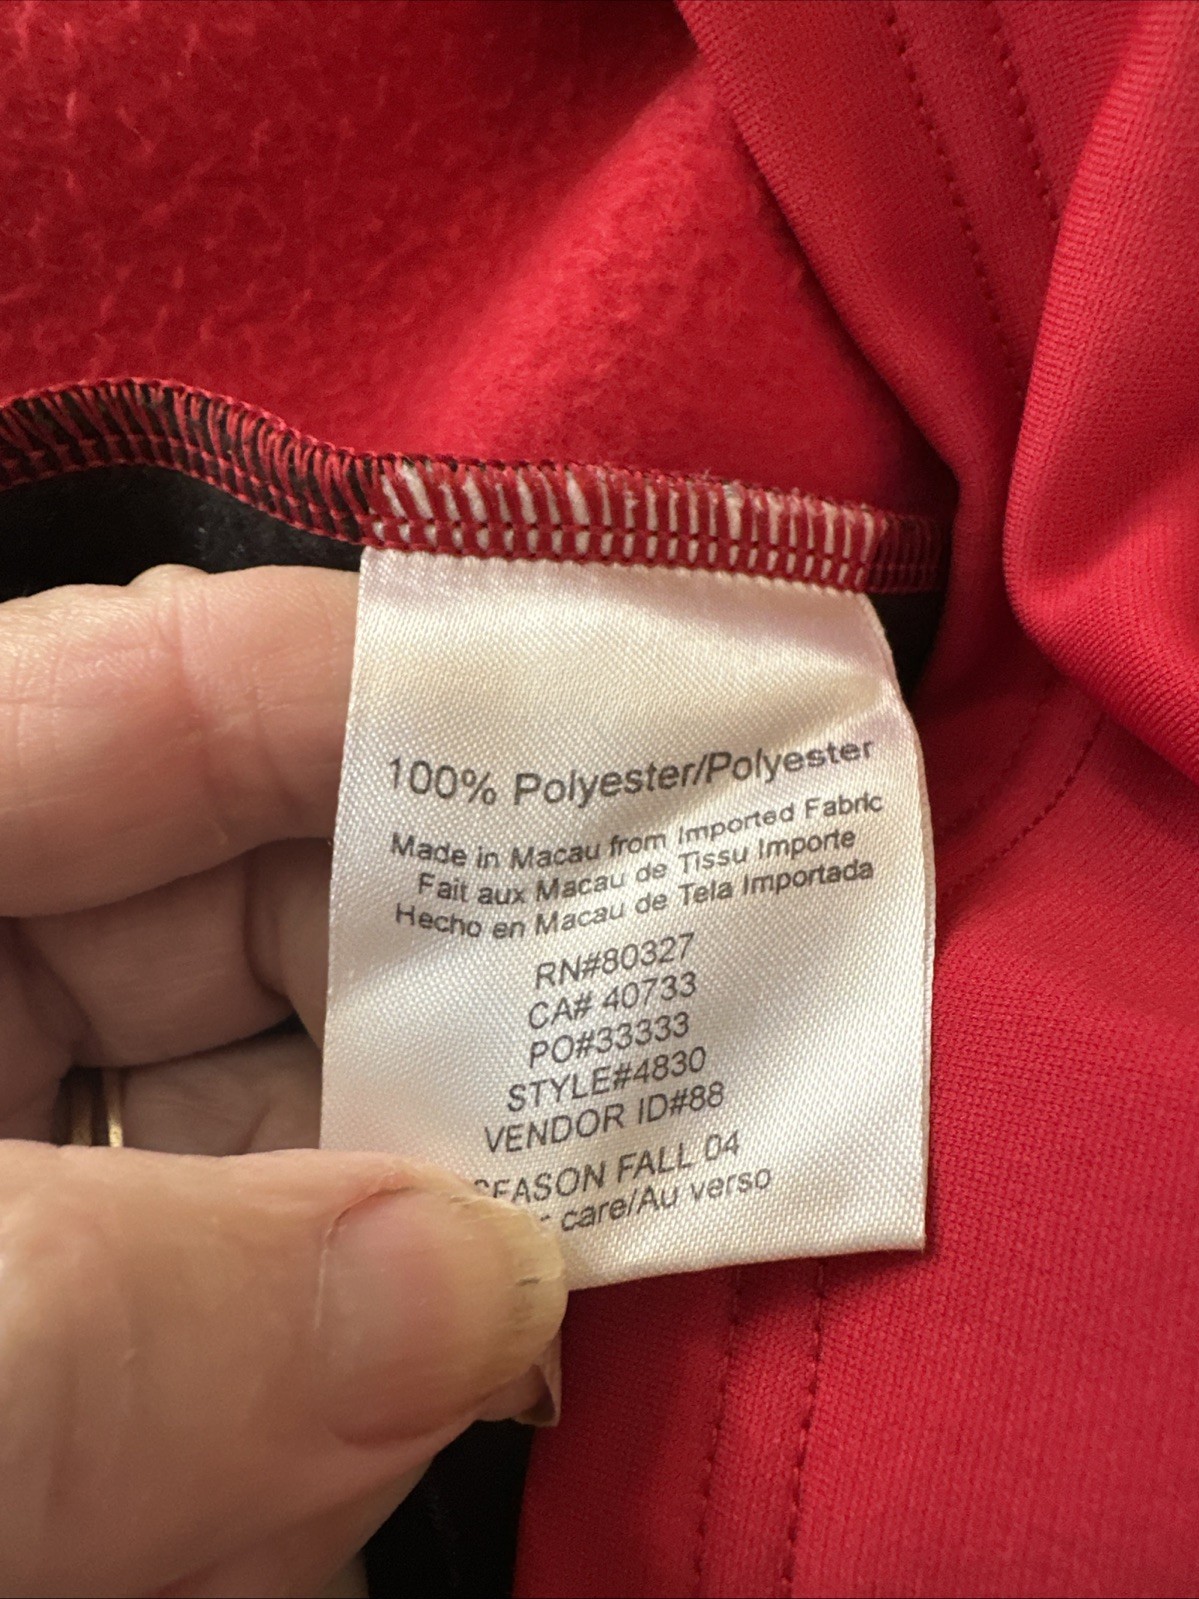 100% Polyester/Polyester
Made in Macau from Imported Fabric
Fait aux Macau de Tissu Importe
Hecho en Macau de Tela Importada
RN#80327
CA# 40733
PO#33333
STYLE#4830
VENDOR ID#88
SEASON FALL 04
care/Au verso